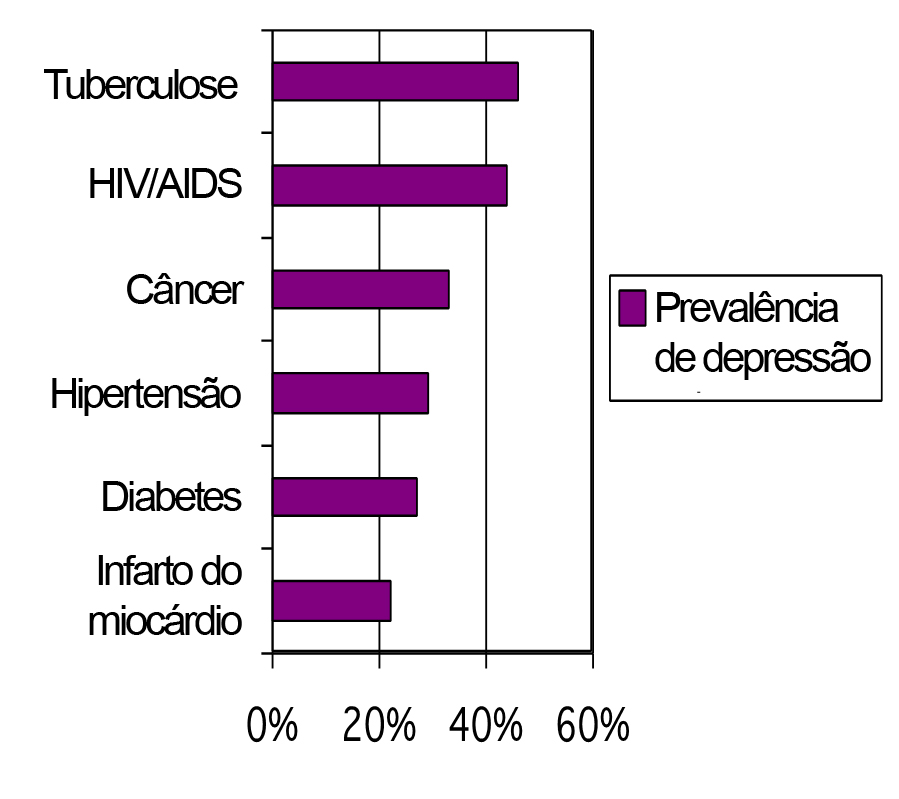 Tuberculose
HIV/AIDS
Câncer
Hipertensão
Diabetes
Infarto do
miocárdio
0% 20% 40% 60%
Prevalência
de depressão